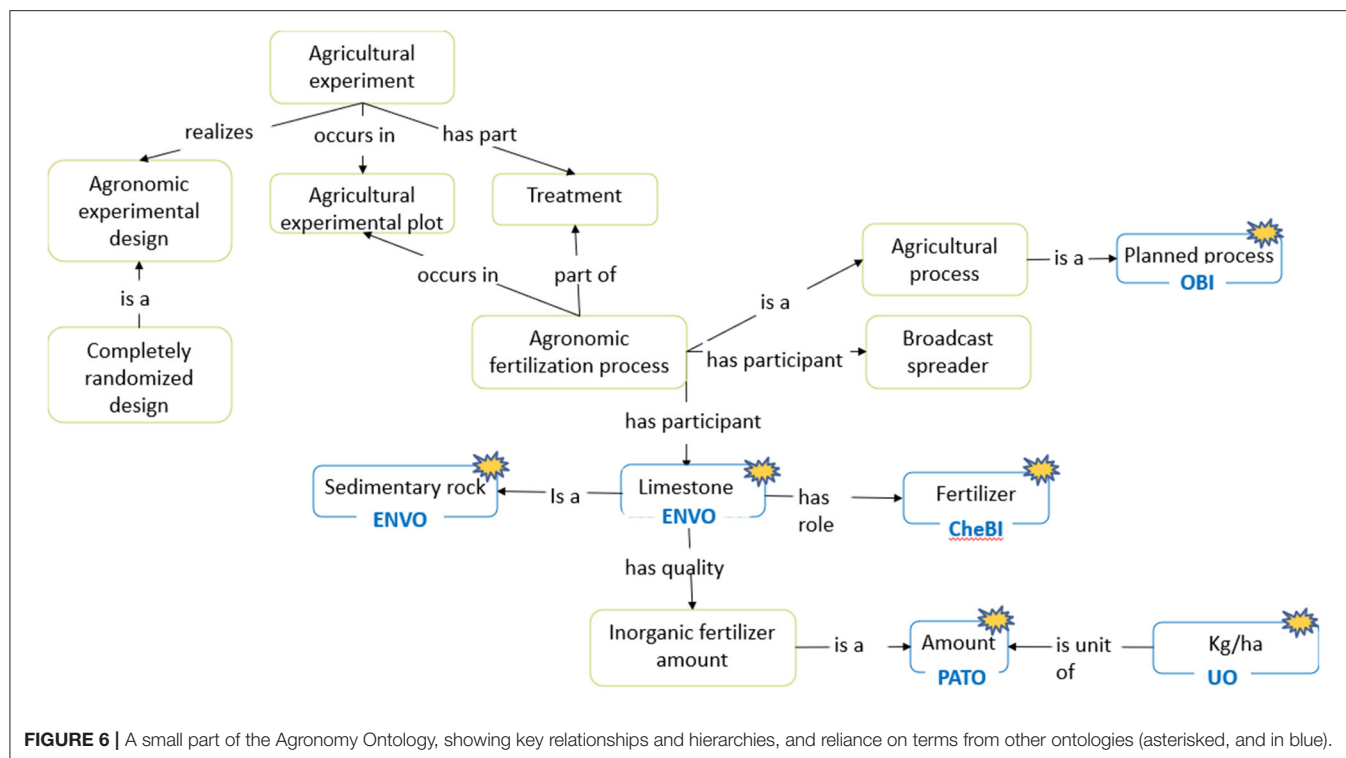 Agricultural
experiment
realizes
occurs in
has part
Agronomic
experimental
design
Agricultural
experimental plot
Treatment
Agricultural
process
is a
Planned process
OBI
occurs in
part of
is a
is a
Completely
randomized
design
Agronomic
fertilization process
has participant
Broadcast
spreader
has participant
Sedimentary rock
ENVO
Is a
Limestone
ENVO
has
role
Fertilizer
CheBI
has quality
Inorganic fertilizer
amount
is a
Amount
PATO
is unit
of
Kg/ha
UO
FIGURE 6 | A small part of the Agronomy Ontology, showing key relationships and hierarchies, and reliance on terms from other ontologies (asterisked, and in blue).